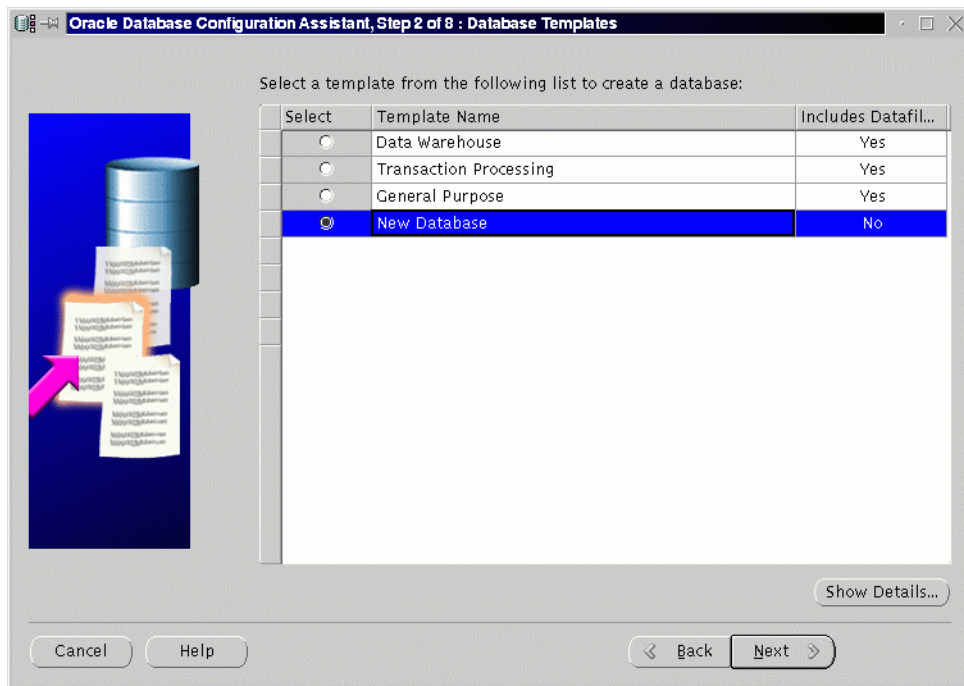 Oracle Database Configuration Assistant, Step 2 of 8 : Database Templates
Select a template from the following list to create a database:
Select Template Name Includes Datafil...
Data Warehouse Yes
Transaction Processing Yes
General Purpose Yes
New Database No
Show Details...
Cancel Help Back Next